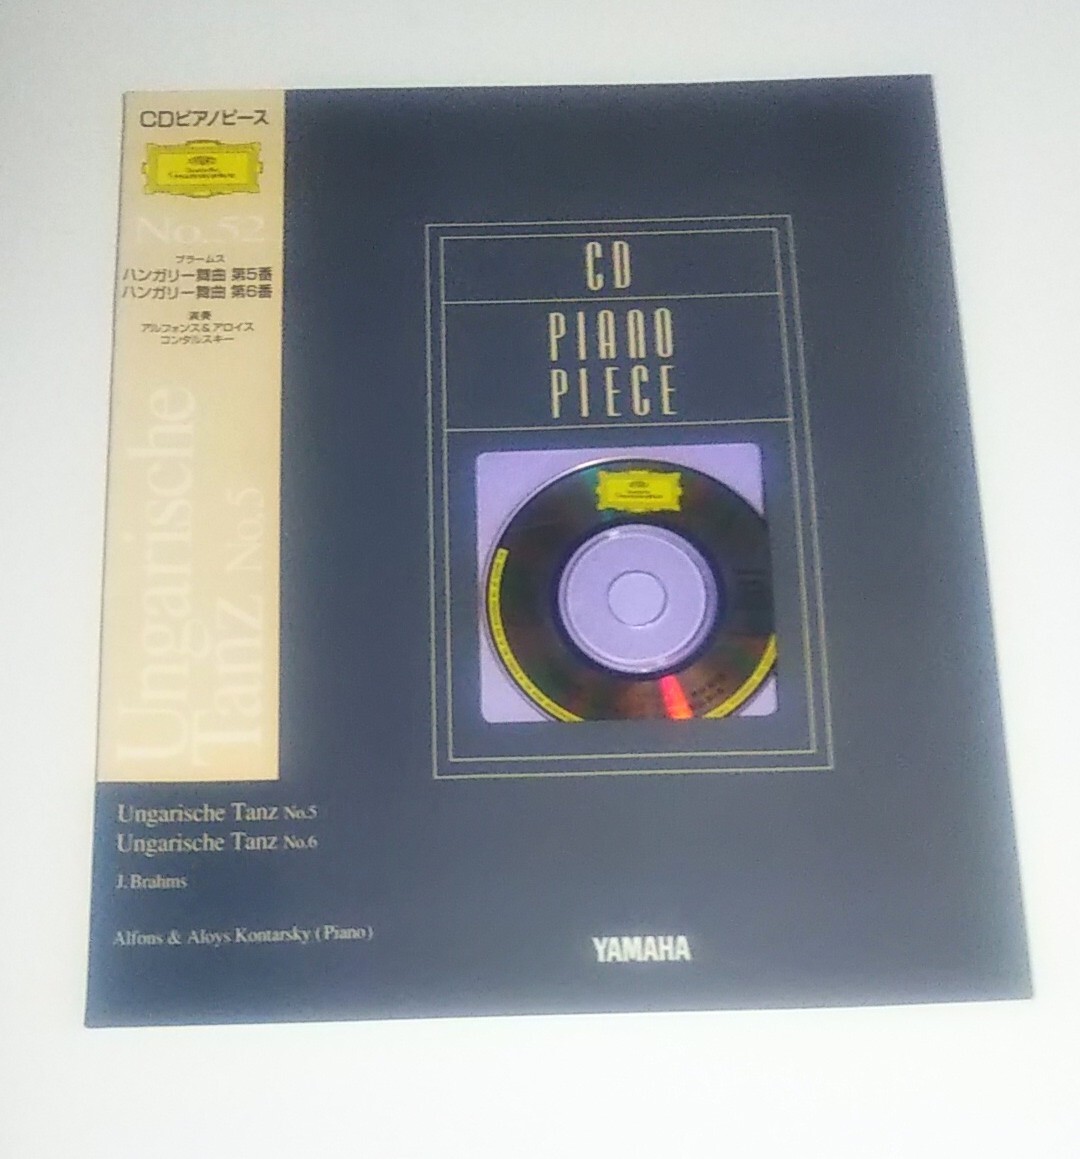 CDピアノピース
Deutsche
Grammophon
No.52
ブラームス
ハンガリー舞曲 第5番
ハンガリー舞曲 第6番
演奏
アルフォンス&アロイス
コンタルスキー
Ungarische
Tanz No.5
CD
PIANO
PIECE
Ungarische Tanz No.5
Ungarische Tanz No.6
J. Brahms
Alfons & Aloys Kontarsky (Piano)
YAMAHA